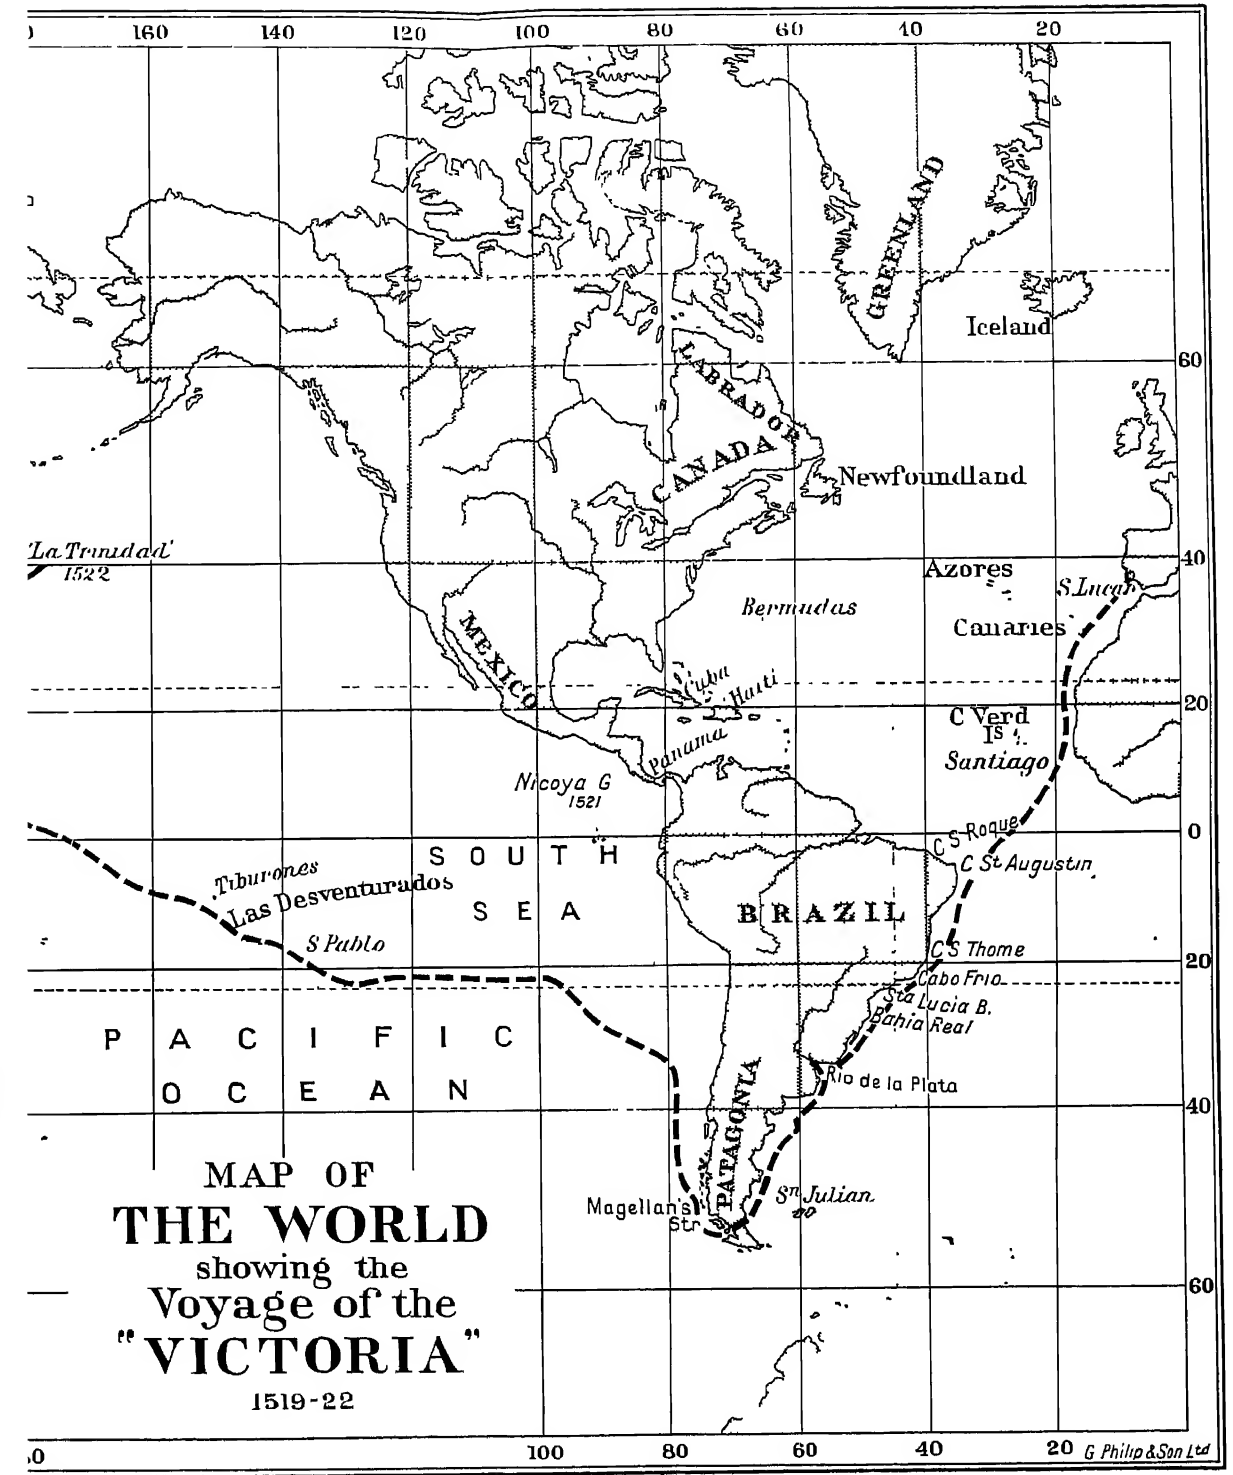 160 140 120 100 80 60 40 20
GREENLAND
Iceland
60
LABRADOR
CANADA
Newfoundland
'La Trinidad'
1522
40
Azores
S. Lucar
Bermudas
Canaries
MEXICO
Cuba
Haiti
20
C Verd
Is
Santiago
Panama
Nicoya G
1521
0
C S Roque
SOUTH
SEA
C St Augustin
Tiburones
Las Desventurados
BRAZIL
S Pablo
C S Thome
20
Cabo Frio
Sta Lucia B.
Bahia Real
PACIFIC
OCEAN
Rio de la Plata
40
PATAGONIA
Sn Julian
Magellan's
Str
MAP OF
THE WORLD
showing the
Voyage of the
"VICTORIA"
1519-22
60
100 80 60 40 20 G Philip & Son Ltd